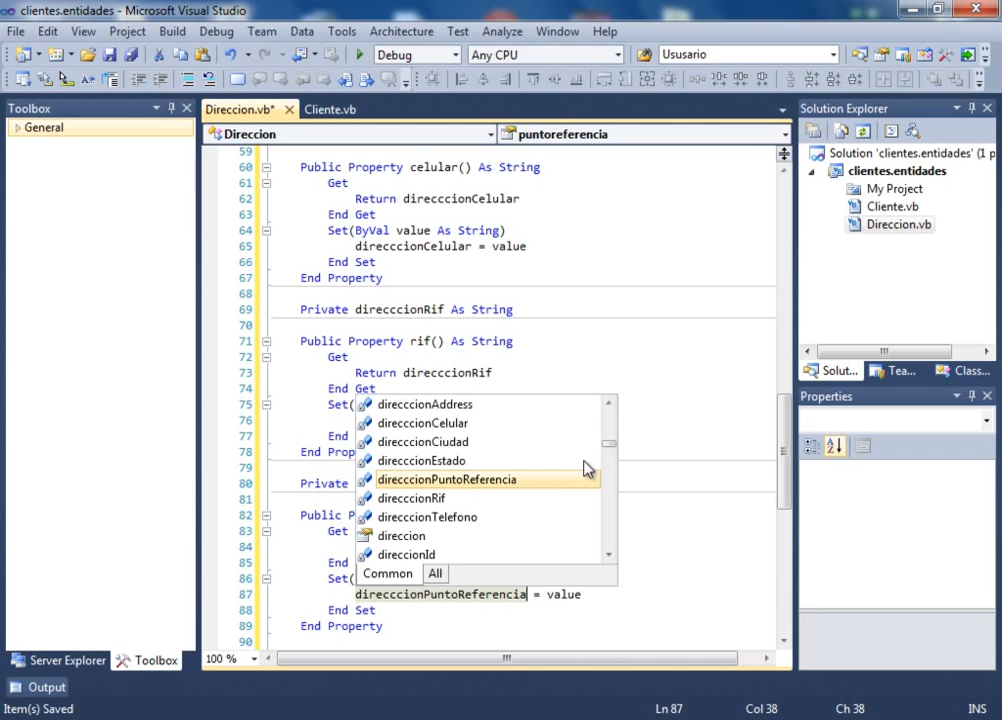 clientes.entidades - Microsoft Visual Studio
File Edit View Project Build Debug Team Data Tools Architecture Test Analyze Window Help
Debug Any CPU Ususario
Toolbox
General
Direccion.vb* Cliente.vb
Direccion puntoreferencia
59
60 Public Property celular() As String
61 Get
62 Return direcccionCelular
63 End Get
64 Set(ByVal value As String)
65 direcccionCelular = value
66 End Set
67 End Property
68
69 Private direcccionRif As String
70
71 Public Property rif() As String
72 Get
73 Return direcccionRif
74 End Get
75 Set(
76
77 End
78 End Prop
79
80 Private
81
82 Public P
83 Get
84
85 End
86 Set(
87 direcccionPuntoReferencia = value
88 End Set
89 End Property
90
direcccionAddress
direcccionCelular
direcccionCiudad
direcccionEstado
direcccionPuntoReferencia
direcccionRif
direcccionTelefono
direccion
direccionId
Common All
100 %
Solution Explorer
Solution 'clientes.entidades' (1 p
clientes.entidades
My Project
Cliente.vb
Direccion.vb
Solut... Tea... Class...
Properties
Server Explorer Toolbox
Output
Item(s) Saved Ln 87 Col 38 Ch 38 INS